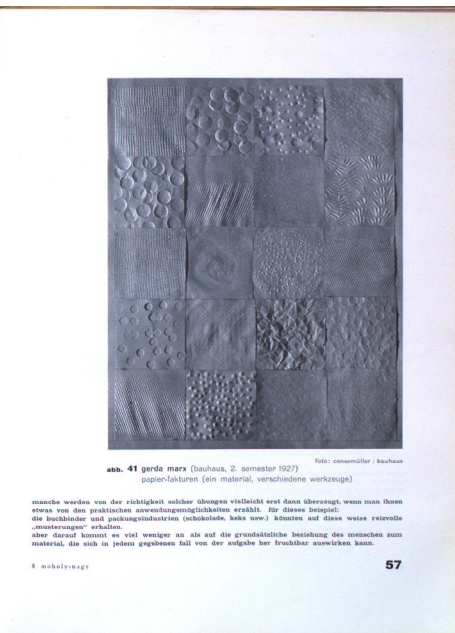 foto: consemüller / bauhaus
abb. 41 gerda marx (bauhaus, 2. semester 1927)
papier-fakturen (ein material, verschiedene werkzeuge)
manche werden von der richtigkeit solcher übungen vielleicht erst dann überzeugt, wenn man ihnen
etwas von den praktischen anwendungsmöglichkeiten erzählt. für dieses beispiel:
die buchbinder und packungsindustrien (schokolade, keks usw.) könnten auf diese weise reizvolle
„musterungen“ erhalten.
aber darauf kommt es viel weniger an als auf die grundsätzliche beziehung des menschen zum
material, die sich in jedem gegebenen fall von der aufgabe her fruchtbar auswirken kann.
8 moholy-nagy
57